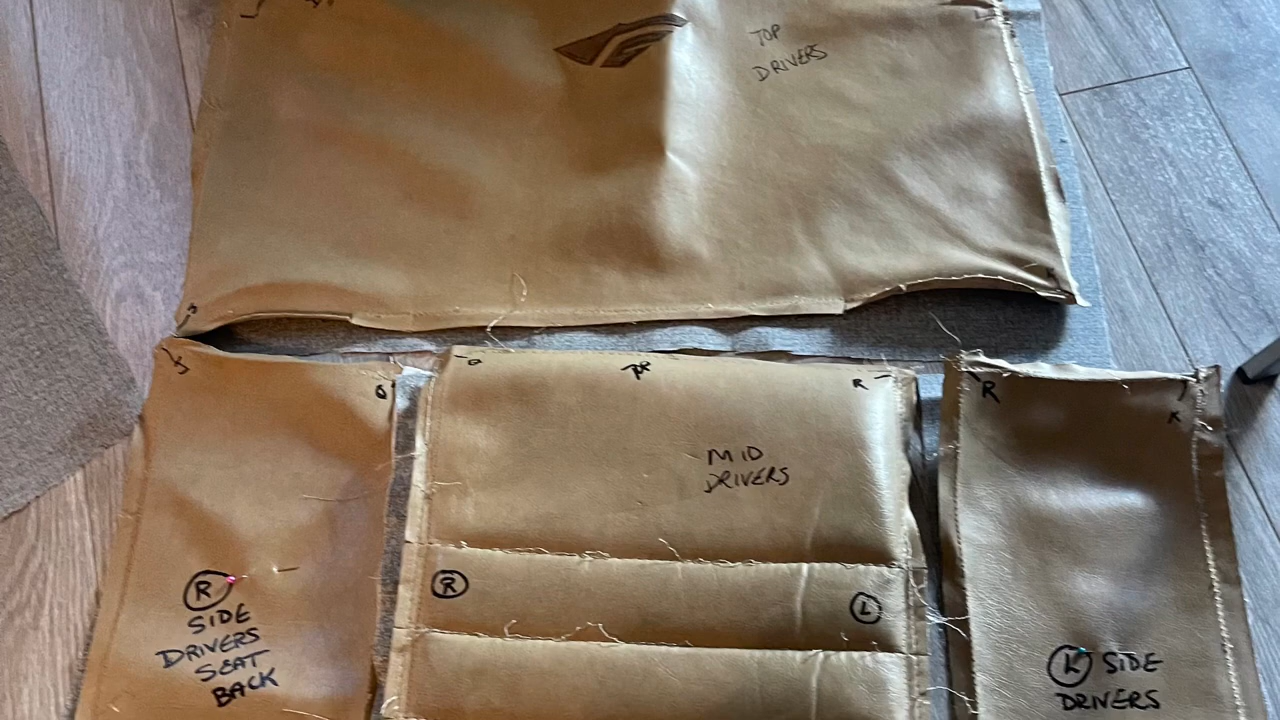 TOP
DRIVERS
TOP
R
R
MID
DRIVERS
R
SIDE
DRIVERS
SEAT
BACK
R
L
L SIDE
DRIVERS